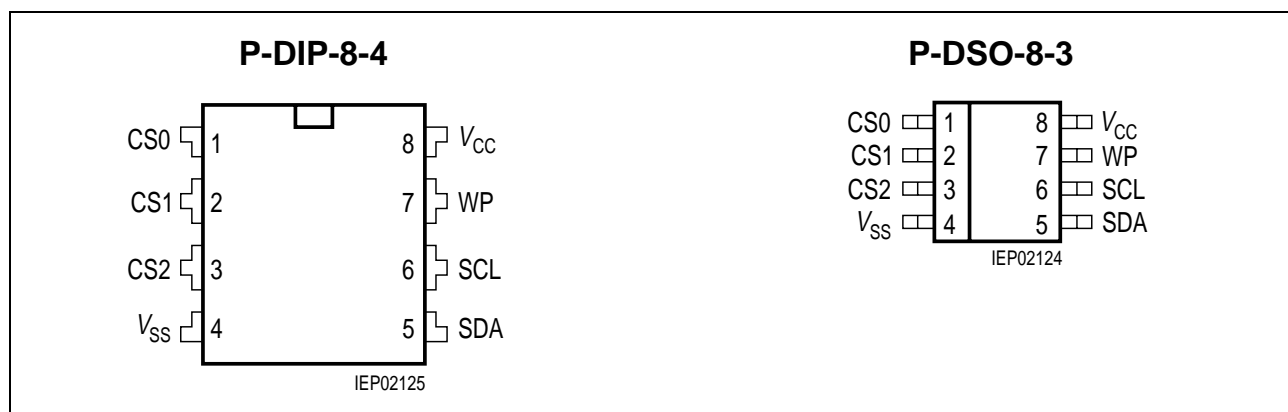 P-DIP-8-4
CS0 1 8 VCC
CS1 2 7 WP
CS2 3 6 SCL
VSS 4 5 SDA
IEP02125
P-DSO-8-3
CS0 1 8 VCC
CS1 2 7 WP
CS2 3 6 SCL
VSS 4 5 SDA
IEP02124